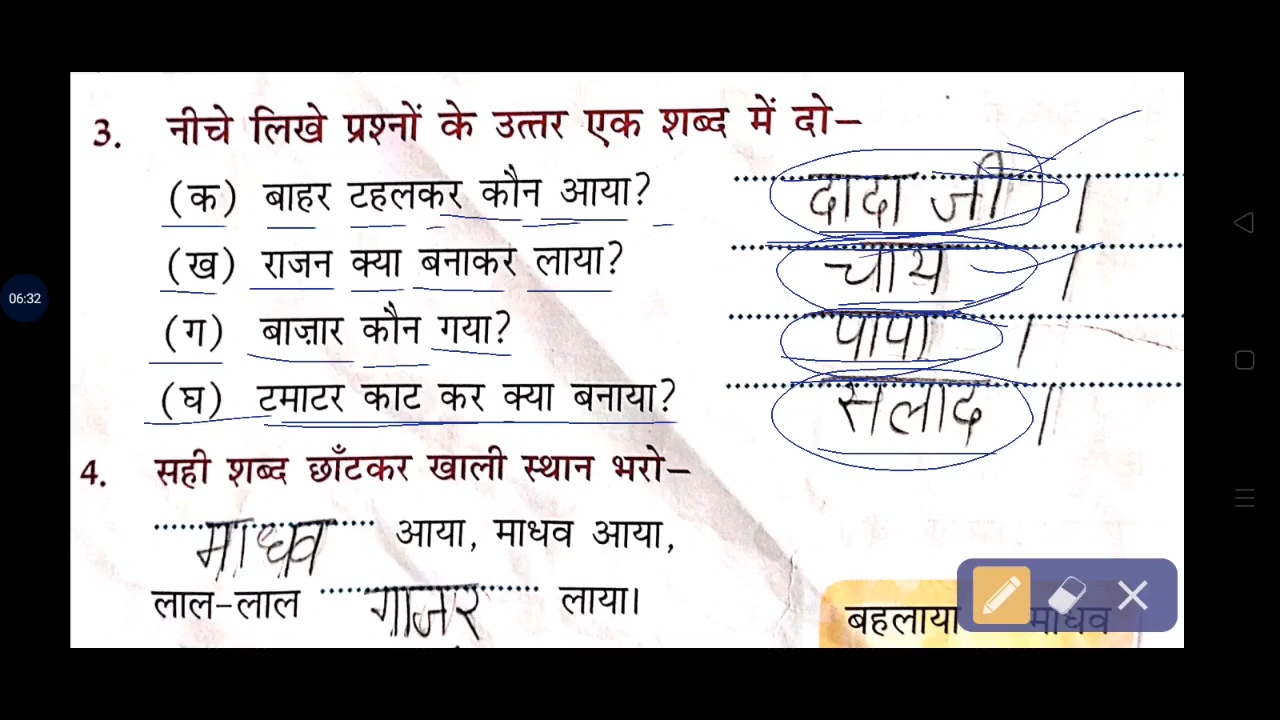 3. नीचे लिखे प्रश्नों के उत्तर एक शब्द में दो–
(क) बाहर टहलकर कौन आया? दादा जी ।
(ख) राजन क्या बनाकर लाया? चाय ।
(ग) बाज़ार कौन गया? पापा ।
(घ) टमाटर काट कर क्या बनाया? सलाद ।
4. सही शब्द छाँटकर खाली स्थान भरो–
माधव आया, माधव आया,
लाल-लाल गाजर लाया।
बहलाया माधव
06:32